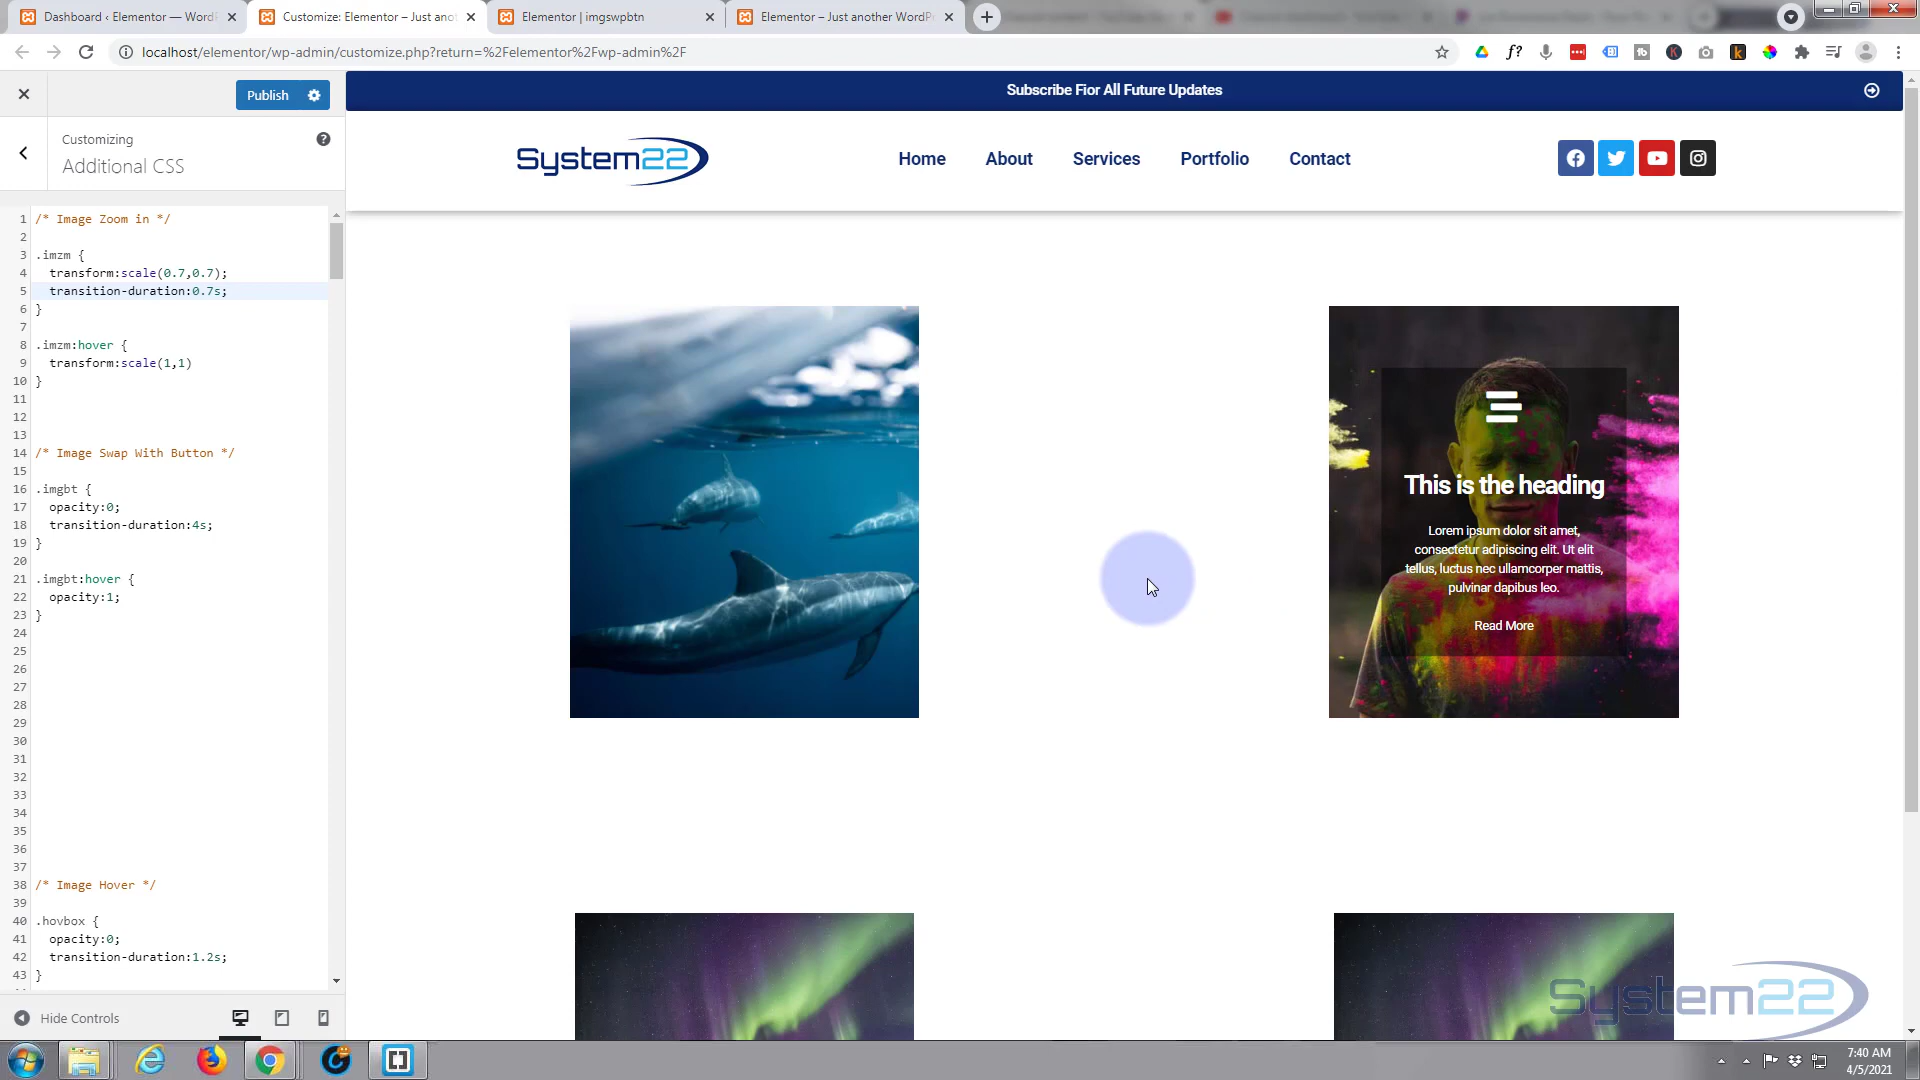 Dashboard ‹ Elementor — WordP
Customize: Elementor – Just anot
Elementor | imgswpbtn
Elementor – Just another WordPr
localhost/elementor/wp-admin/customize.php?return=%2Felementor%2Fwp-admin%2F
Publish
Customizing
Additional CSS
1 /* Image Zoom in */
2
3 .imzm {
4 transform:scale(0.7,0.7);
5 transition-duration:0.7s;
6 }
7
8 .imzm:hover {
9 transform:scale(1,1)
10 }
11
12
13
14 /* Image Swap With Button */
15
16 .imgbt {
17 opacity:0;
18 transition-duration:4s;
19 }
20
21 .imgbt:hover {
22 opacity:1;
23 }
24
25
26
27
28
29
30
31
32
33
34
35
36
37
38 /* Image Hover */
39
40 .hovbox {
41 opacity:0;
42 transition-duration:1.2s;
43 }
Hide Controls
Subscribe Fior All Future Updates
System22
Home About Services Portfolio Contact
This is the heading
Lorem ipsum dolor sit amet,
consectetur adipiscing elit. Ut elit
tellus, luctus nec ullamcorper mattis,
pulvinar dapibus leo.
Read More
System22
7:40 AM
4/5/2021